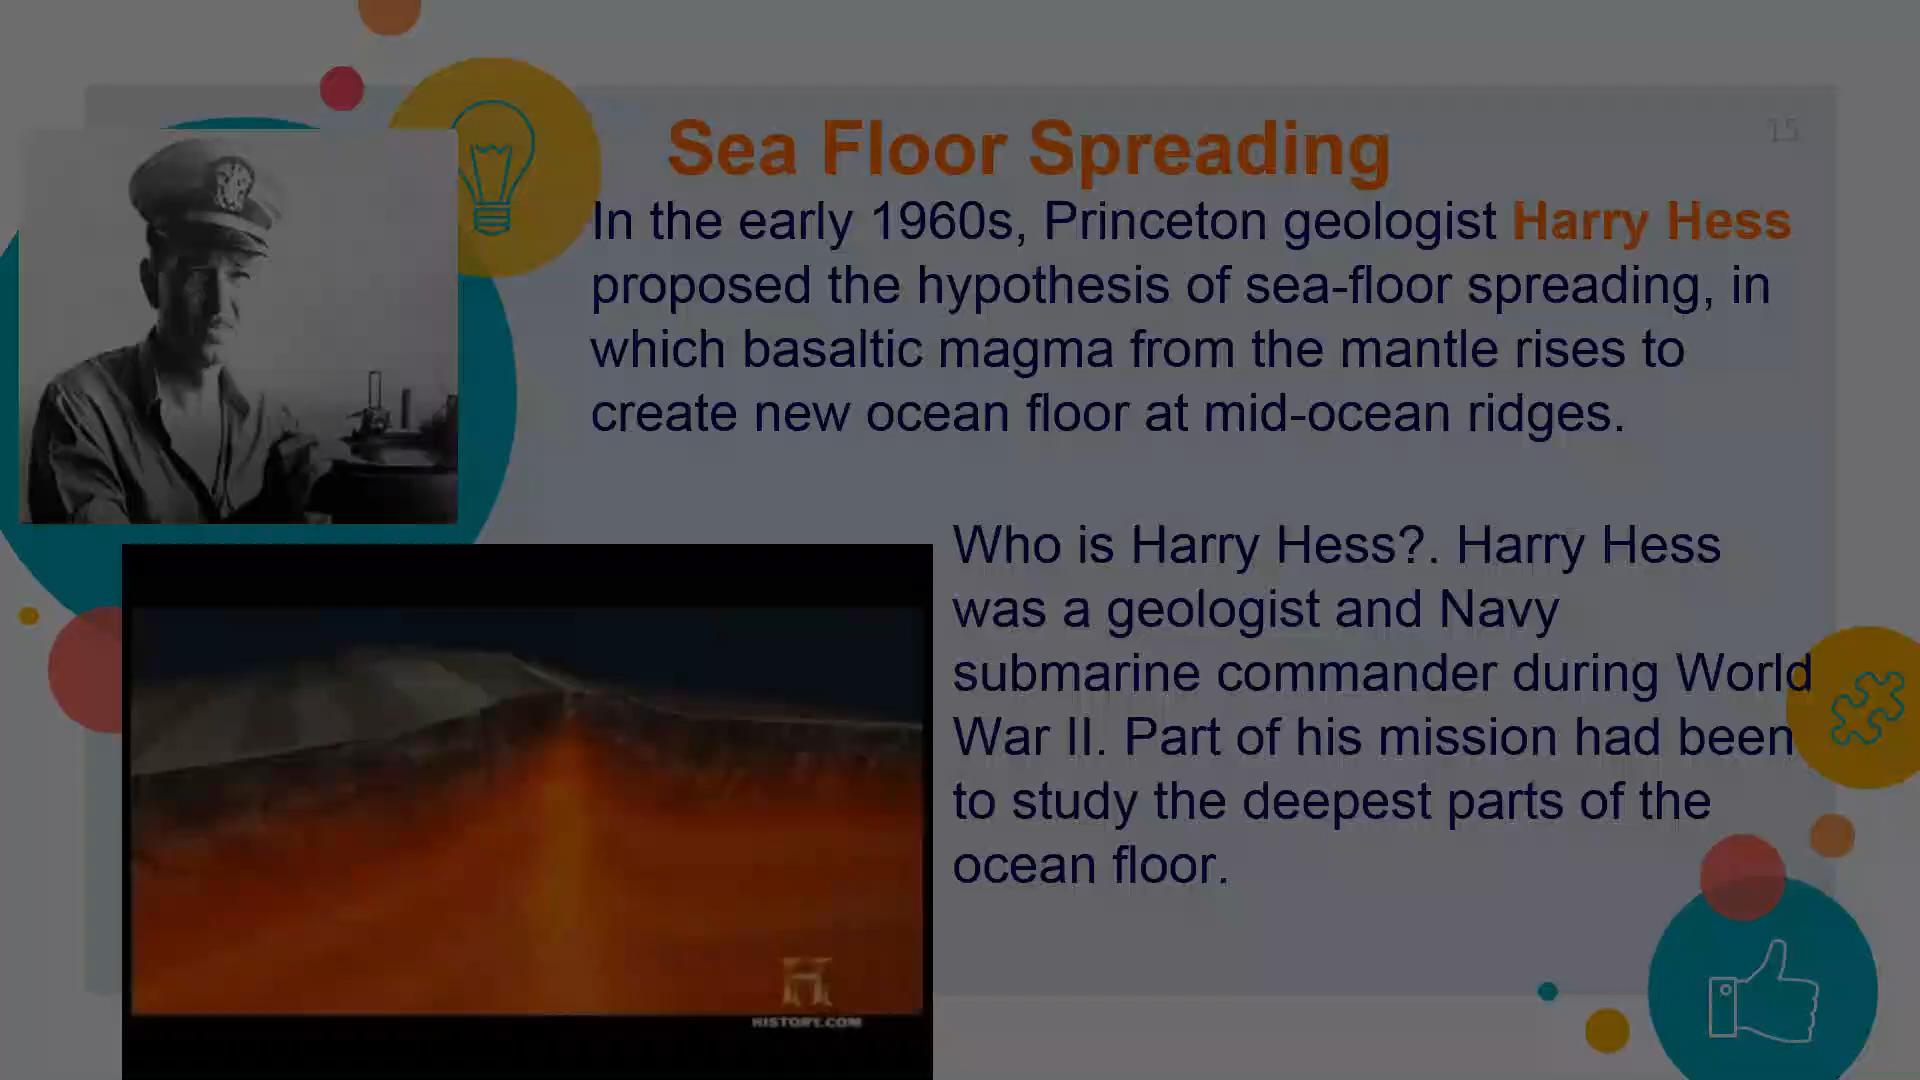 Sea Floor Spreading
15
In the early 1960s, Princeton geologist Harry Hess
proposed the hypothesis of sea-floor spreading, in
which basaltic magma from the mantle rises to
create new ocean floor at mid-ocean ridges.
Who is Harry Hess?. Harry Hess
was a geologist and Navy
submarine commander during World
War II. Part of his mission had been
to study the deepest parts of the
ocean floor.
H
HISTORY.COM